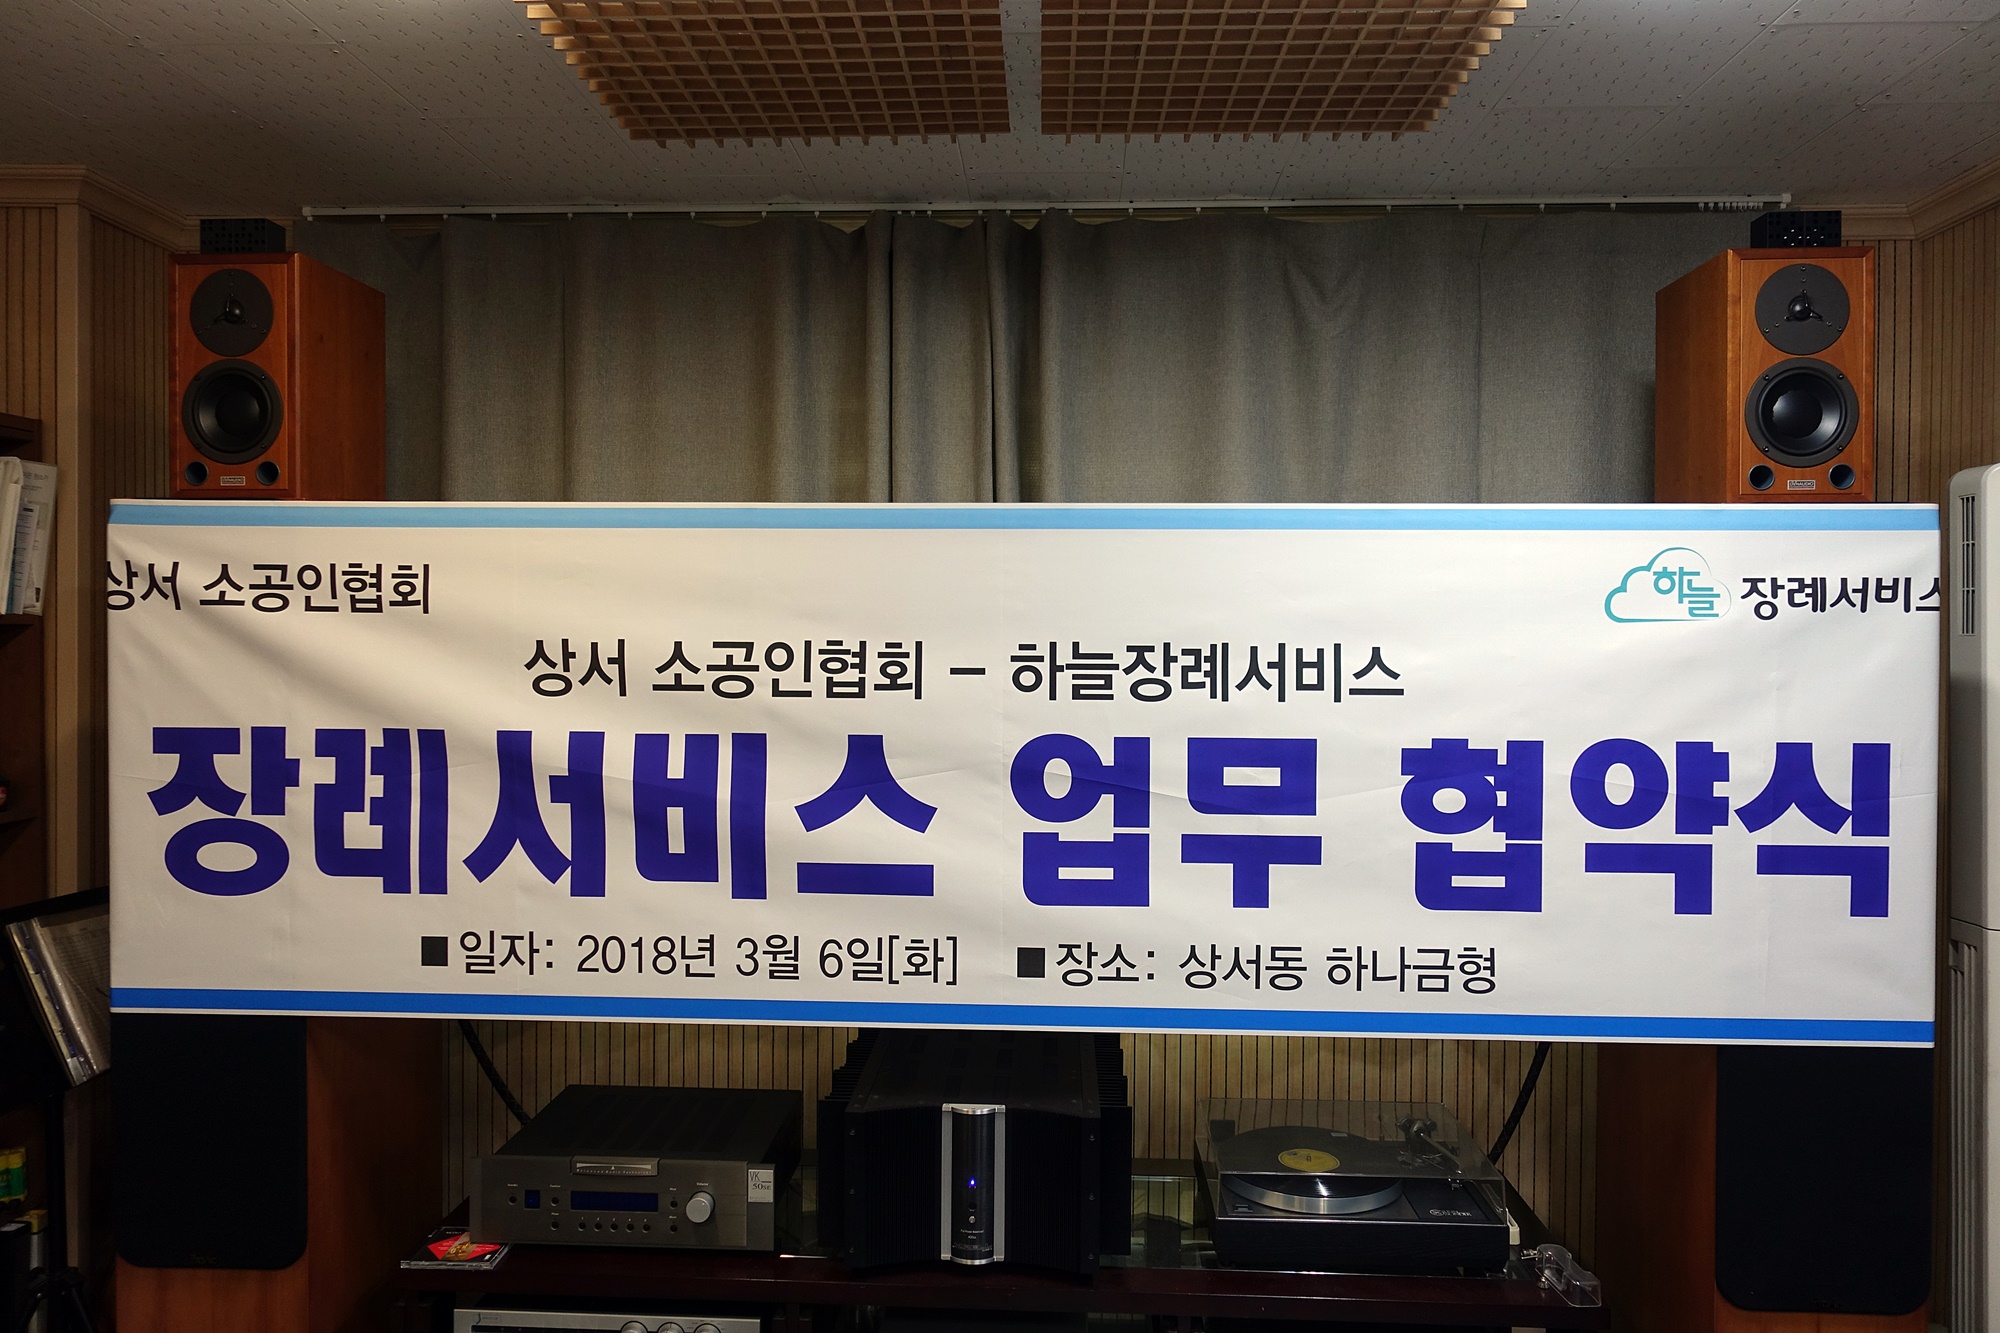 상서 소공인협회
하늘 장례서비스
상서 소공인협회 – 하늘장례서비스
장례서비스 업무 협약식
■일자: 2018년 3월 6일[화] ■장소: 상서동 하나금형
VK
50SE